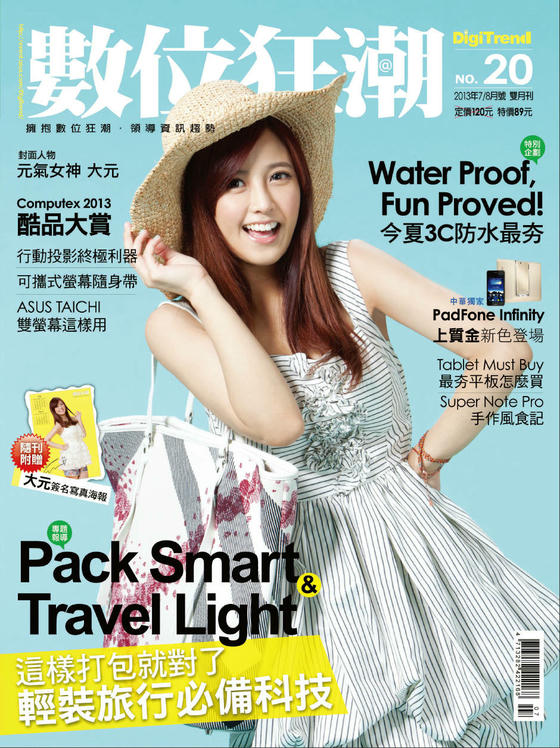 數位狂潮
@
DigiTrend
NO. 20
2013年7/8月號 雙月刊
定價120元 特價89元
擁抱數位狂潮．領導資訊趨勢
封面人物
元氣女神 大元
Computex 2013
酷品大賞
行動投影終極利器
可攜式螢幕隨身帶
ASUS TAICHI
雙螢幕這樣用
特別
企劃
Water Proof,
Fun Proved!
今夏3C防水最夯
中華獨家
PadFone Infinity
上質金新色登場
Tablet Must Buy
最夯平板怎麼買
Super Note Pro
手作風食記
隨刊
附贈
大元簽名寫真海報
專題
報導
Pack Smart
&
Travel Light
這樣打包就對了
輕裝旅行必備科技
07